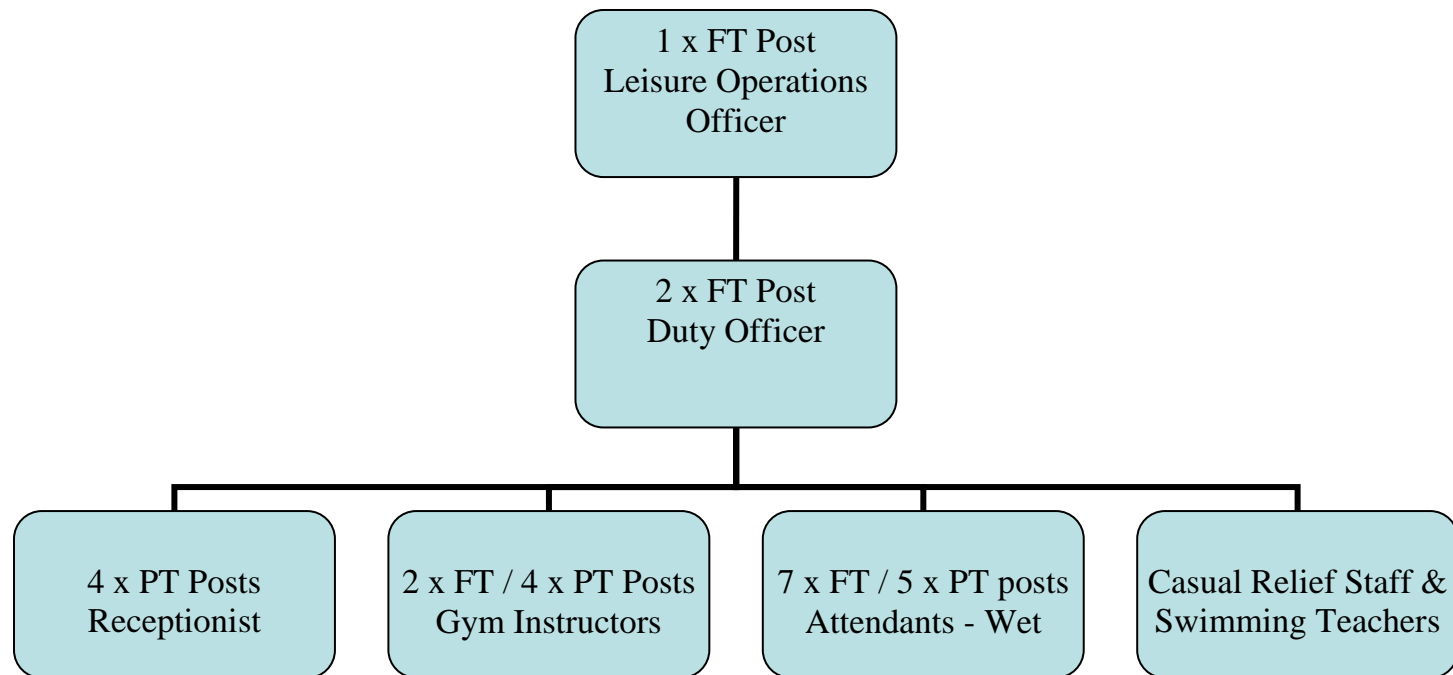 1 x FT Post
Leisure Operations
Officer
2 x FT Post
Duty Officer
4 x PT Posts
Receptionist
2 x FT / 4 x PT Posts
Gym Instructors
7 x FT / 5 x PT posts
Attendants - Wet
Casual Relief Staff &
Swimming Teachers